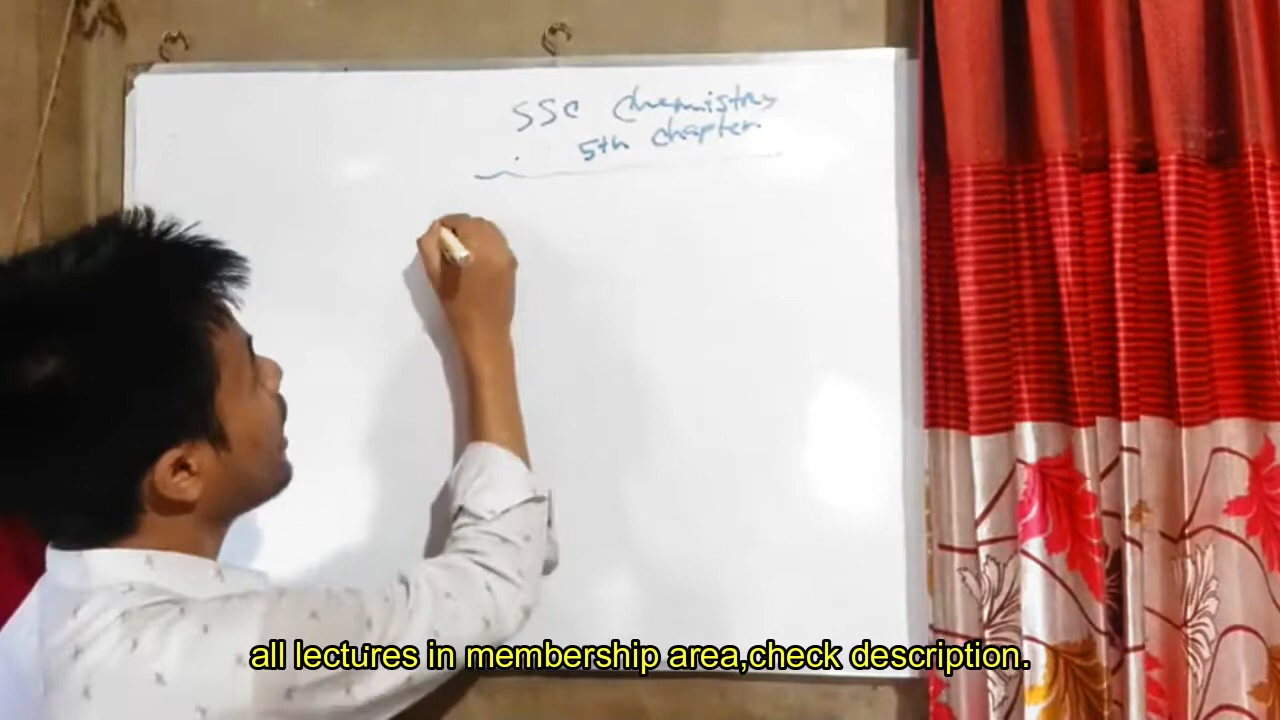 SSC Chemistry
5th chapter
all lectures in membership area,check description.